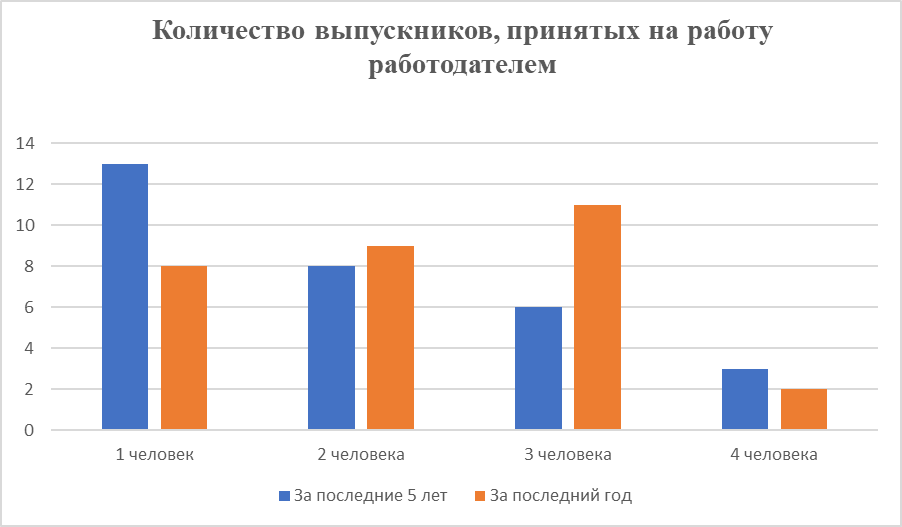 Количество выпускников, принятых на работу
работодателем
14
12
10
8
6
4
2
0
1 человек 2 человека 3 человека 4 человека
За последние 5 лет За последний год